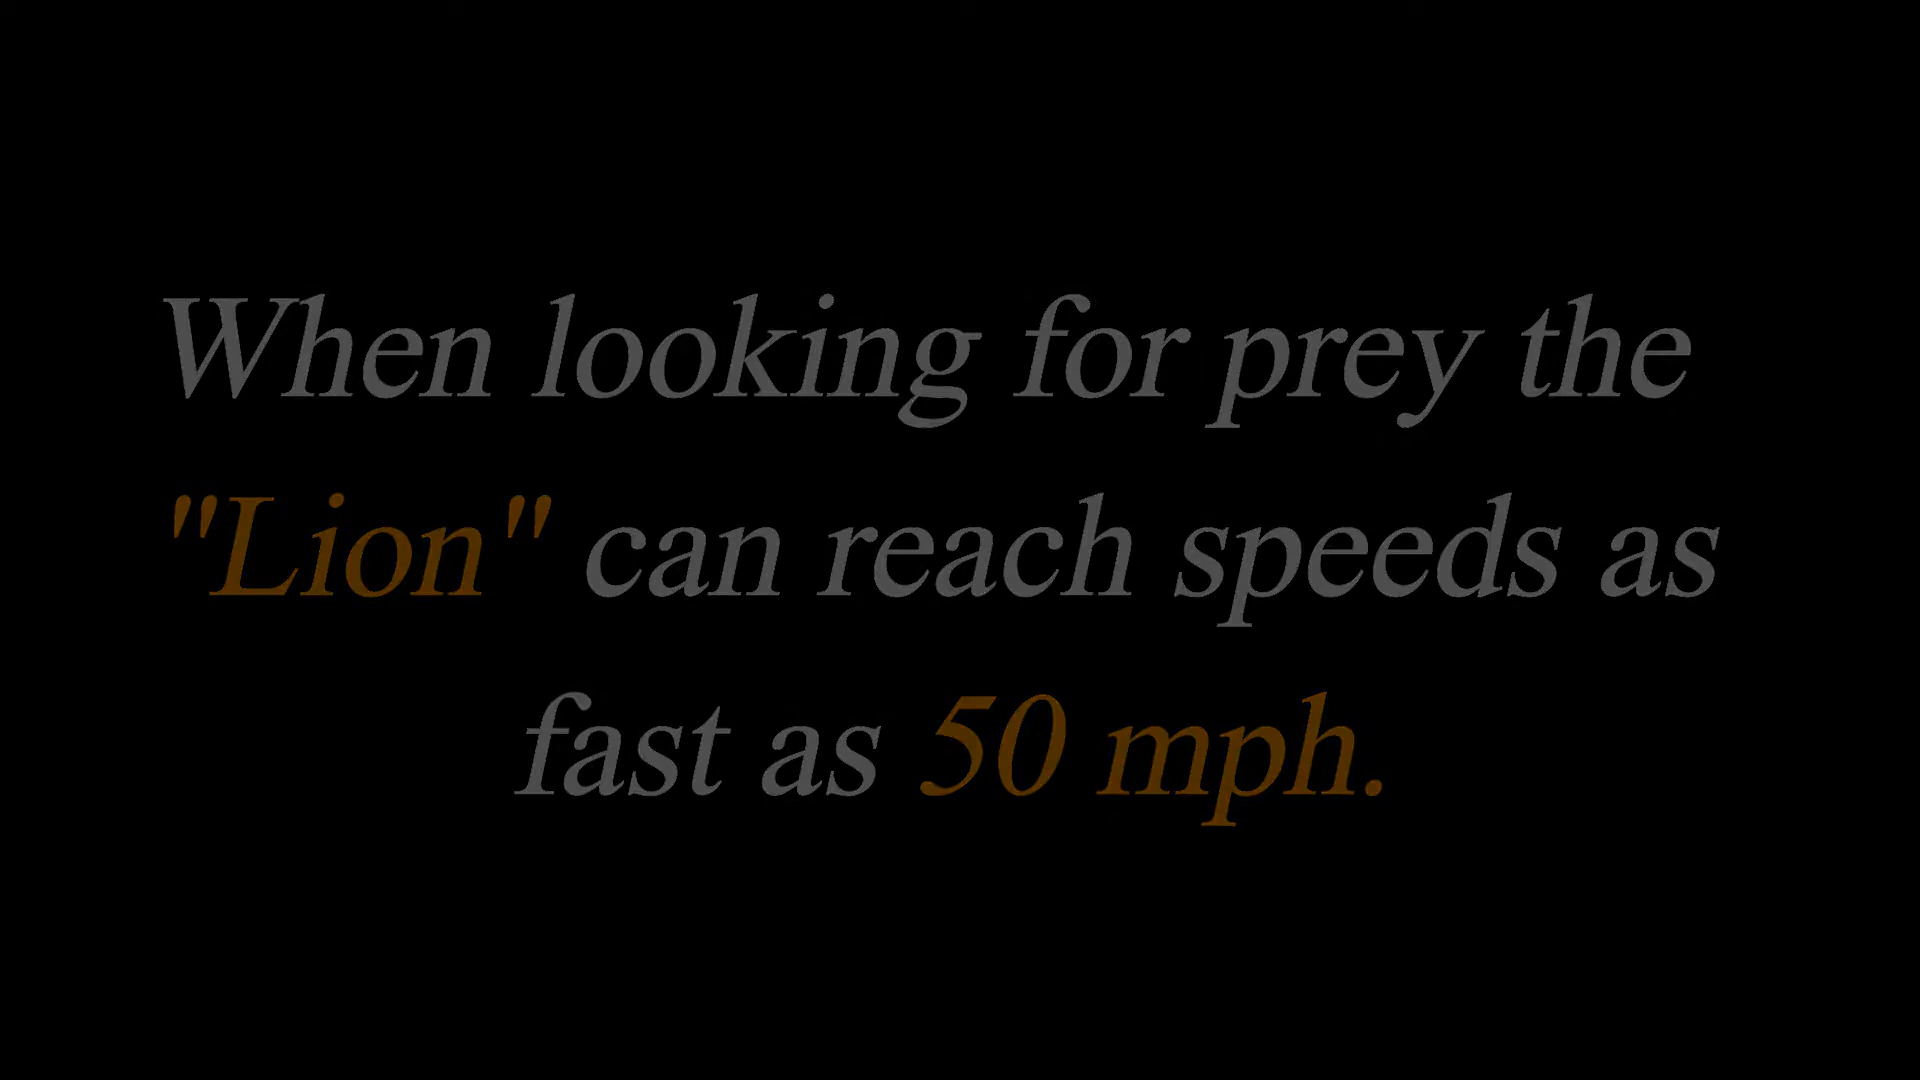 When looking for prey the
"Lion" can reach speeds as
fast as 50 mph.